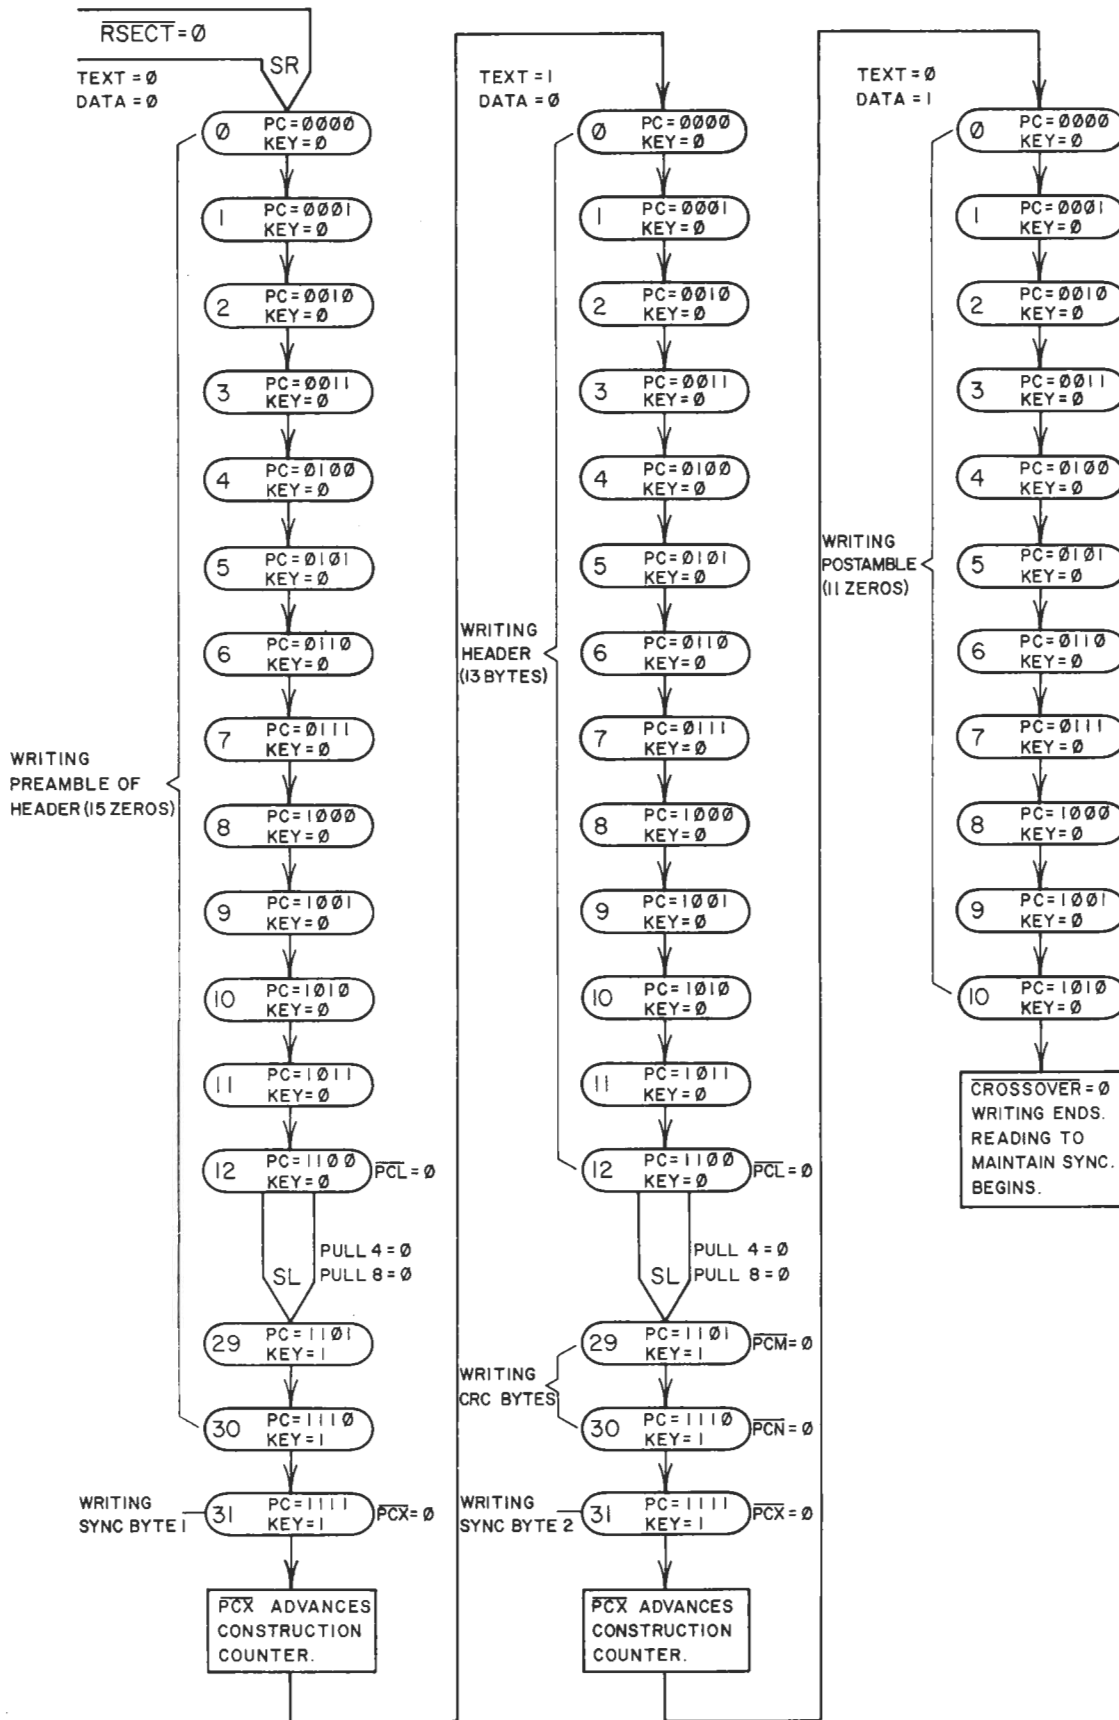 R̅S̅E̅C̅T̅=Ø
SR
TEXT=Ø
DATA=Ø
0 PC=ØØØØ
KEY=Ø
1 PC=ØØØ1
KEY=Ø
2 PC=ØØ1Ø
KEY=Ø
3 PC=ØØ11
KEY=Ø
4 PC=Ø1ØØ
KEY=Ø
5 PC=Ø1Ø1
KEY=Ø
6 PC=Ø11Ø
KEY=Ø
7 PC=Ø111
KEY=Ø
WRITING
PREAMBLE OF
HEADER (15 ZEROS)
8 PC=1ØØØ
KEY=Ø
9 PC=1ØØ1
KEY=Ø
10 PC=1Ø1Ø
KEY=Ø
11 PC=1Ø11
KEY=Ø
12 PC=11ØØ
KEY=Ø
P̅C̅L̅=Ø
SL
PULL 4=Ø
PULL 8=Ø
29 PC=11Ø1
KEY=1
30 PC=111Ø
KEY=1
WRITING
SYNC BYTE 1
31 PC=1111
KEY=1
P̅C̅X̅=Ø
P̅C̅X̅ ADVANCES
CONSTRUCTION
COUNTER.
TEXT=1
DATA=Ø
Ø PC=ØØØØ
KEY=Ø
1 PC=ØØØ1
KEY=Ø
2 PC=ØØ1Ø
KEY=Ø
3 PC=ØØ11
KEY=Ø
4 PC=Ø1ØØ
KEY=Ø
5 PC=Ø1Ø1
KEY=Ø
WRITING
HEADER
(13 BYTES)
6 PC=Ø11Ø
KEY=Ø
7 PC=Ø111
KEY=Ø
8 PC=1ØØØ
KEY=Ø
9 PC=1ØØ1
KEY=Ø
10 PC=1Ø1Ø
KEY=Ø
11 PC=1Ø11
KEY=Ø
12 PC=11ØØ
KEY=Ø
P̅C̅L̅=Ø
SL
PULL 4=Ø
PULL 8=Ø
29 PC=11Ø1
KEY=1
P̅C̅M̅=Ø
WRITING
CRC BYTES
30 PC=111Ø
KEY=1
P̅C̅N̅=Ø
WRITING
SYNC BYTE 2
31 PC=1111
KEY=1
P̅C̅X̅=Ø
P̅C̅X̅ ADVANCES
CONSTRUCTION
COUNTER.
TEXT=Ø
DATA=1
Ø PC=ØØØØ
KEY=Ø
1 PC=ØØØ1
KEY=Ø
2 PC=ØØ1Ø
KEY=Ø
3 PC=ØØ11
KEY=Ø
4 PC=Ø1ØØ
KEY=Ø
WRITING
POSTAMBLE
(11 ZEROS)
5 PC=Ø1Ø1
KEY=Ø
6 PC=Ø11Ø
KEY=Ø
7 PC=Ø111
KEY=Ø
8 PC=1ØØØ
KEY=Ø
9 PC=1ØØ1
KEY=Ø
10 PC=1Ø1Ø
KEY=Ø
C̅R̅O̅S̅S̅O̅V̅E̅R̅=Ø
WRITING ENDS.
READING TO
MAINTAIN SYNC.
BEGINS.